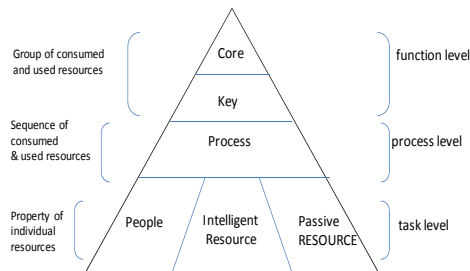 Core
Group of consumed
and used resources
function level
Key
Sequence of
consumed
& used resources
Process
process level
Property of
individual
resources
People
Intelligent
Resource
Passive
RESOURCE
task level